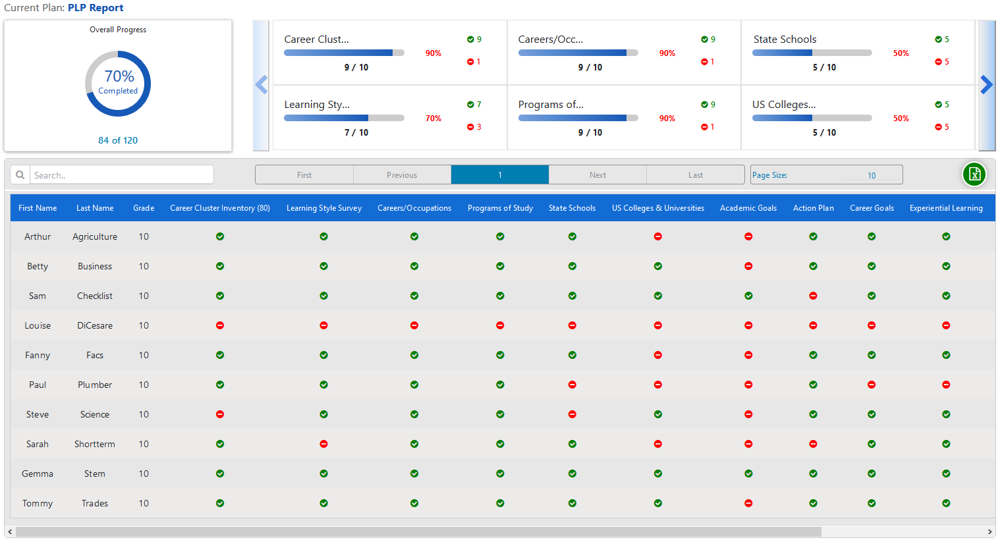 Current Plan: PLP Report
Overall Progress
70%
Completed
84 of 120
Career Clust...
9 / 10
90%
9
1
Careers/Occ...
9 / 10
90%
9
1
State Schools
5 / 10
50%
5
5
Learning Sty...
7 / 10
70%
7
3
Programs of...
9 / 10
90%
9
1
US Colleges...
5 / 10
50%
5
5
Search.. First Previous 1 Next Last Page Size: 10
First Name Last Name Grade Career Cluster Inventory (80) Learning Style Survey Careers/Occupations Programs of Study State Schools US Colleges & Universities Academic Goals Action Plan Career Goals Experiential Learning
Arthur Agriculture 10
Betty Business 10
Sam Checklist 10
Louise DiCesare 10
Fanny Facs 10
Paul Plumber 10
Steve Science 10
Sarah Shortterm 10
Gemma Stem 10
Tommy Trades 10